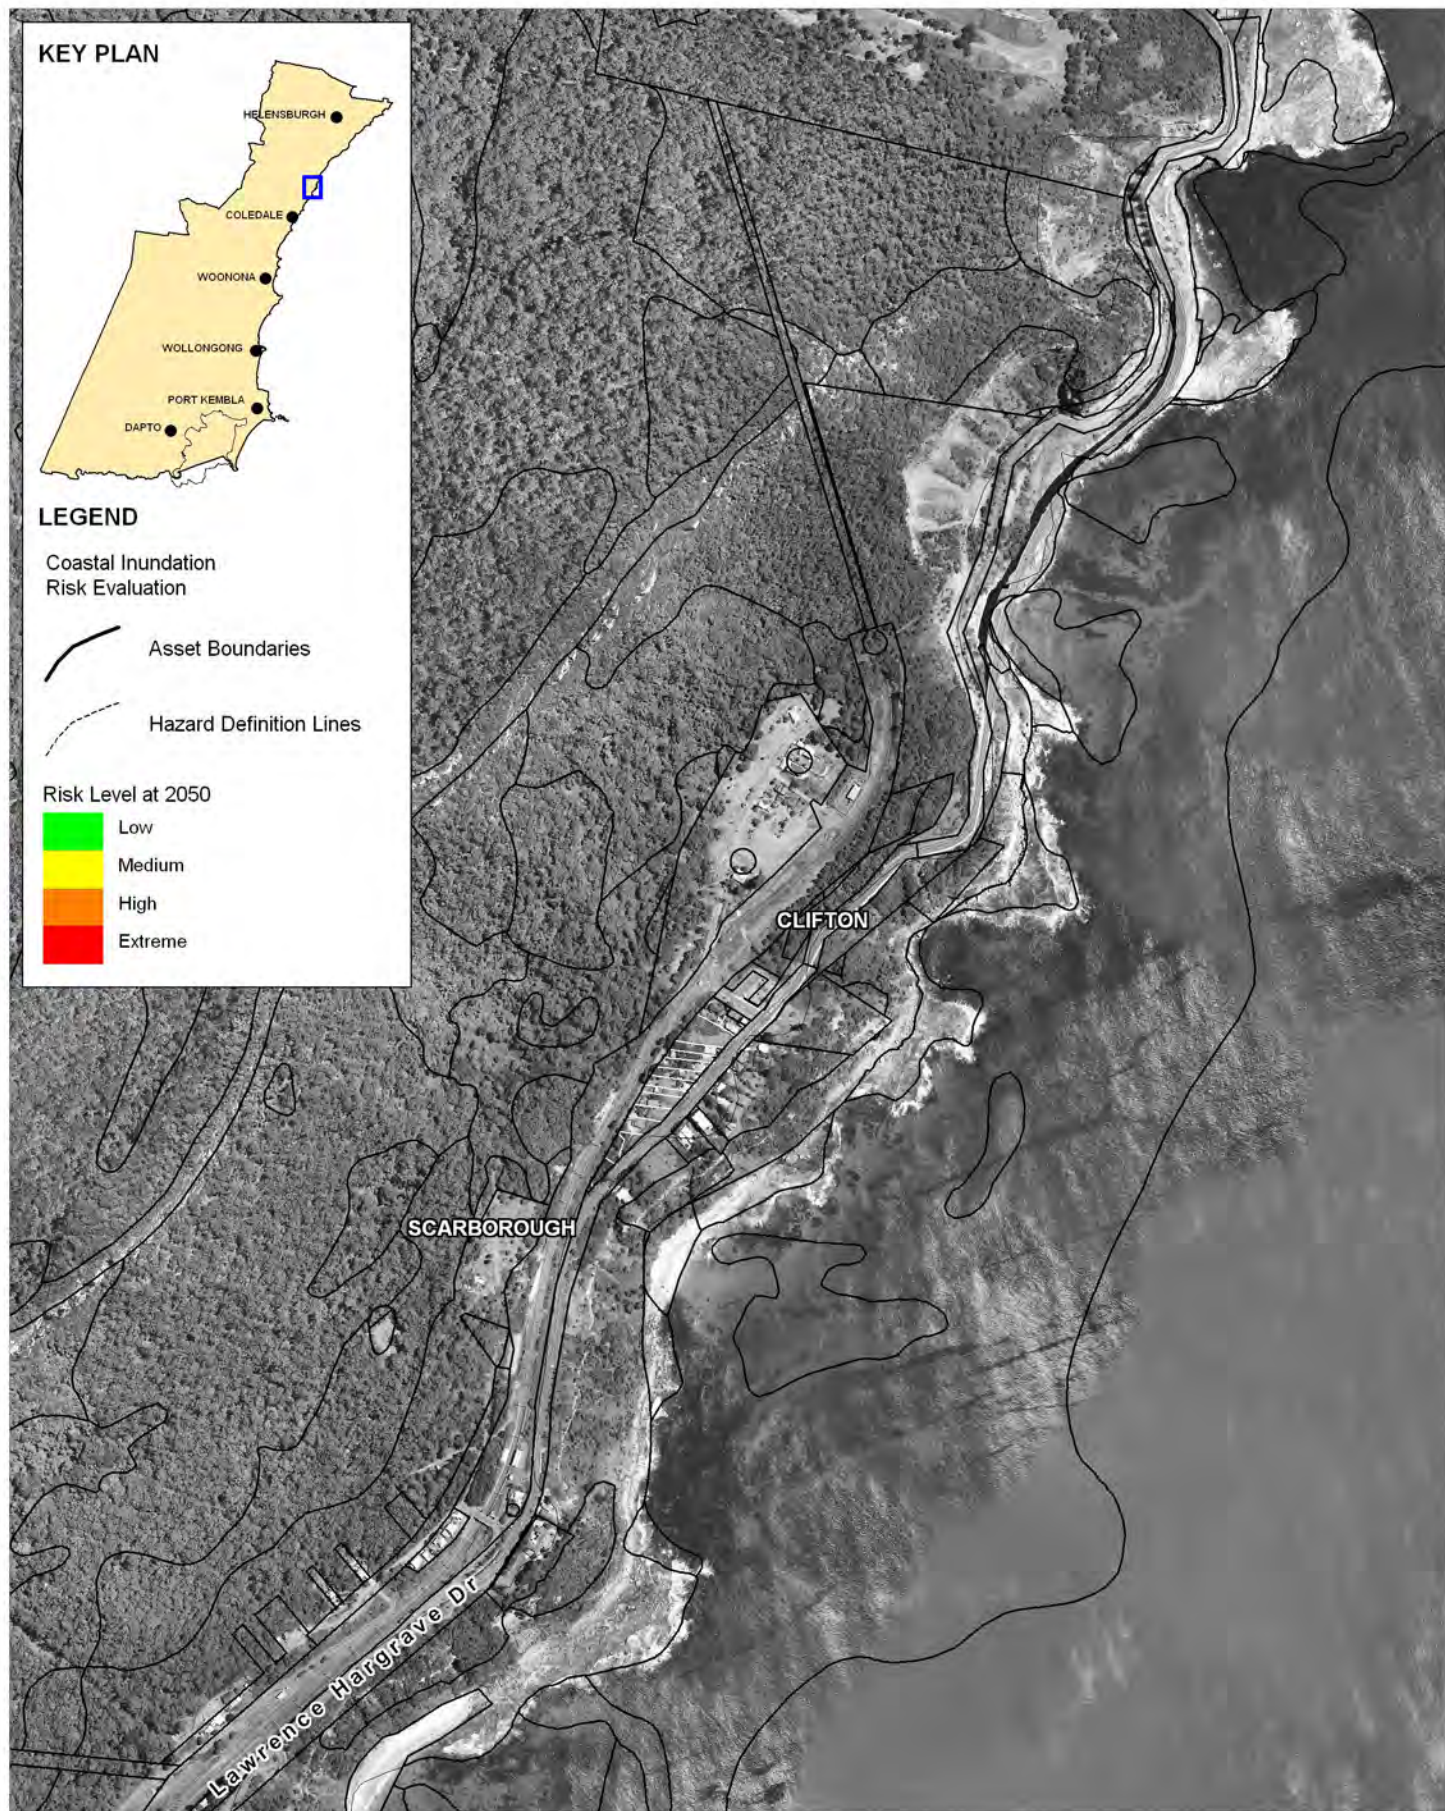 KEY PLAN
HELENSBURGH
COLEDALE
WOONONA
WOLLONGONG
PORT KEMBLA
DAPTO
LEGEND
Coastal Inundation
Risk Evaluation
Asset Boundaries
Hazard Definition Lines
Risk Level at 2050
Low
Medium
High
Extreme
CLIFTON
SCARBOROUGH
Lawrence Hargrave Dr